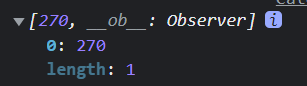 ▼[270, __ob__: Observer] i
0: 270
length: 1